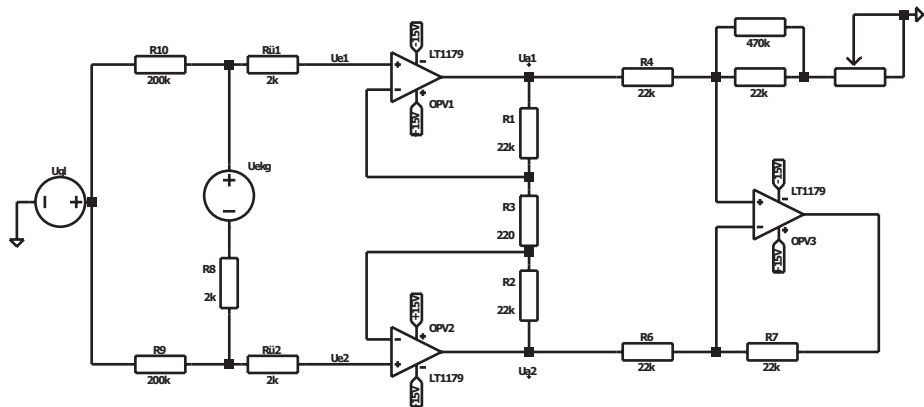 -15V
470k
R10
Rü1
Ue1
LT1179
Ua1
R4
200k
2k
OPV1
22k
22k
+15V
R1
22k
Ugl
Uekg
-15V
LT1179
R3
220
OPV3
+15V
R8
2k
R2
22k
+15V
OPV2
R9
Rü2
Ue2
R6
R7
200k
2k
LT1179
Ua2
22k
22k
-15V